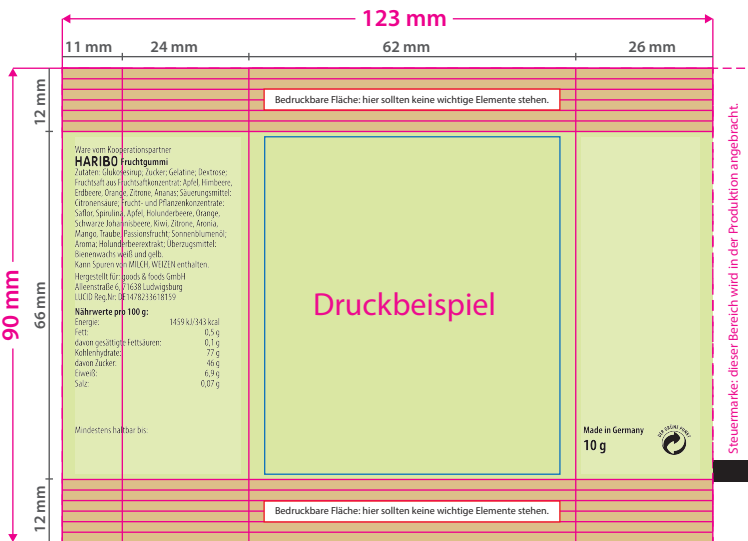 123 mm
11 mm
24 mm
62 mm
26 mm
12 mm
66 mm
12 mm
90 mm
Bedruckbare Fläche: hier sollten keine wichtige Elemente stehen.
Ware vom Kooperationspartner
HARIBO Fruchtgummi
Zutaten: Glukosesirup; Zucker; Gelatine; Dextrose;
Fruchtsaft aus Fruchtsaftkonzentrat: Apfel, Himbeere,
Erdbeere, Orange, Zitrone, Ananas; Säuerungsmittel:
Citronensäure; Frucht- und Pflanzenkonzentrate:
Saflor, Spirulina, Apfel, Holunderbeere, Orange,
Schwarze Johannisbeere, Kiwi, Zitrone, Aronia,
Mango, Traube, Passionsfrucht; Sonnenblumenöl;
Aroma; Holunderbeerextrakt; Überzugsmittel:
Bienenwachs weiß und gelb.
Kann Spuren von MILCH, WEIZEN enthalten.
Hergestellt für: goods & foods GmbH
Alleenstraße 6, 71638 Ludwigsburg
LUCID Reg.Nr: DE1478233618159
Nährwerte pro 100 g:
Energie: 1459 kJ/343 kcal
Fett: 0,5 g
davon gesättigte Fettsäuren: 0,1 g
Kohlenhydrate: 77 g
davon Zucker: 46 g
Eiweiß: 6,9 g
Salz: 0,07 g
Mindestens haltbar bis:
Druckbeispiel
Made in Germany
10 g
DER GRÜNE PUNKT
Bedruckbare Fläche: hier sollten keine wichtige Elemente stehen.
Steuermarke: dieser Bereich wird in der Produktion angebracht.